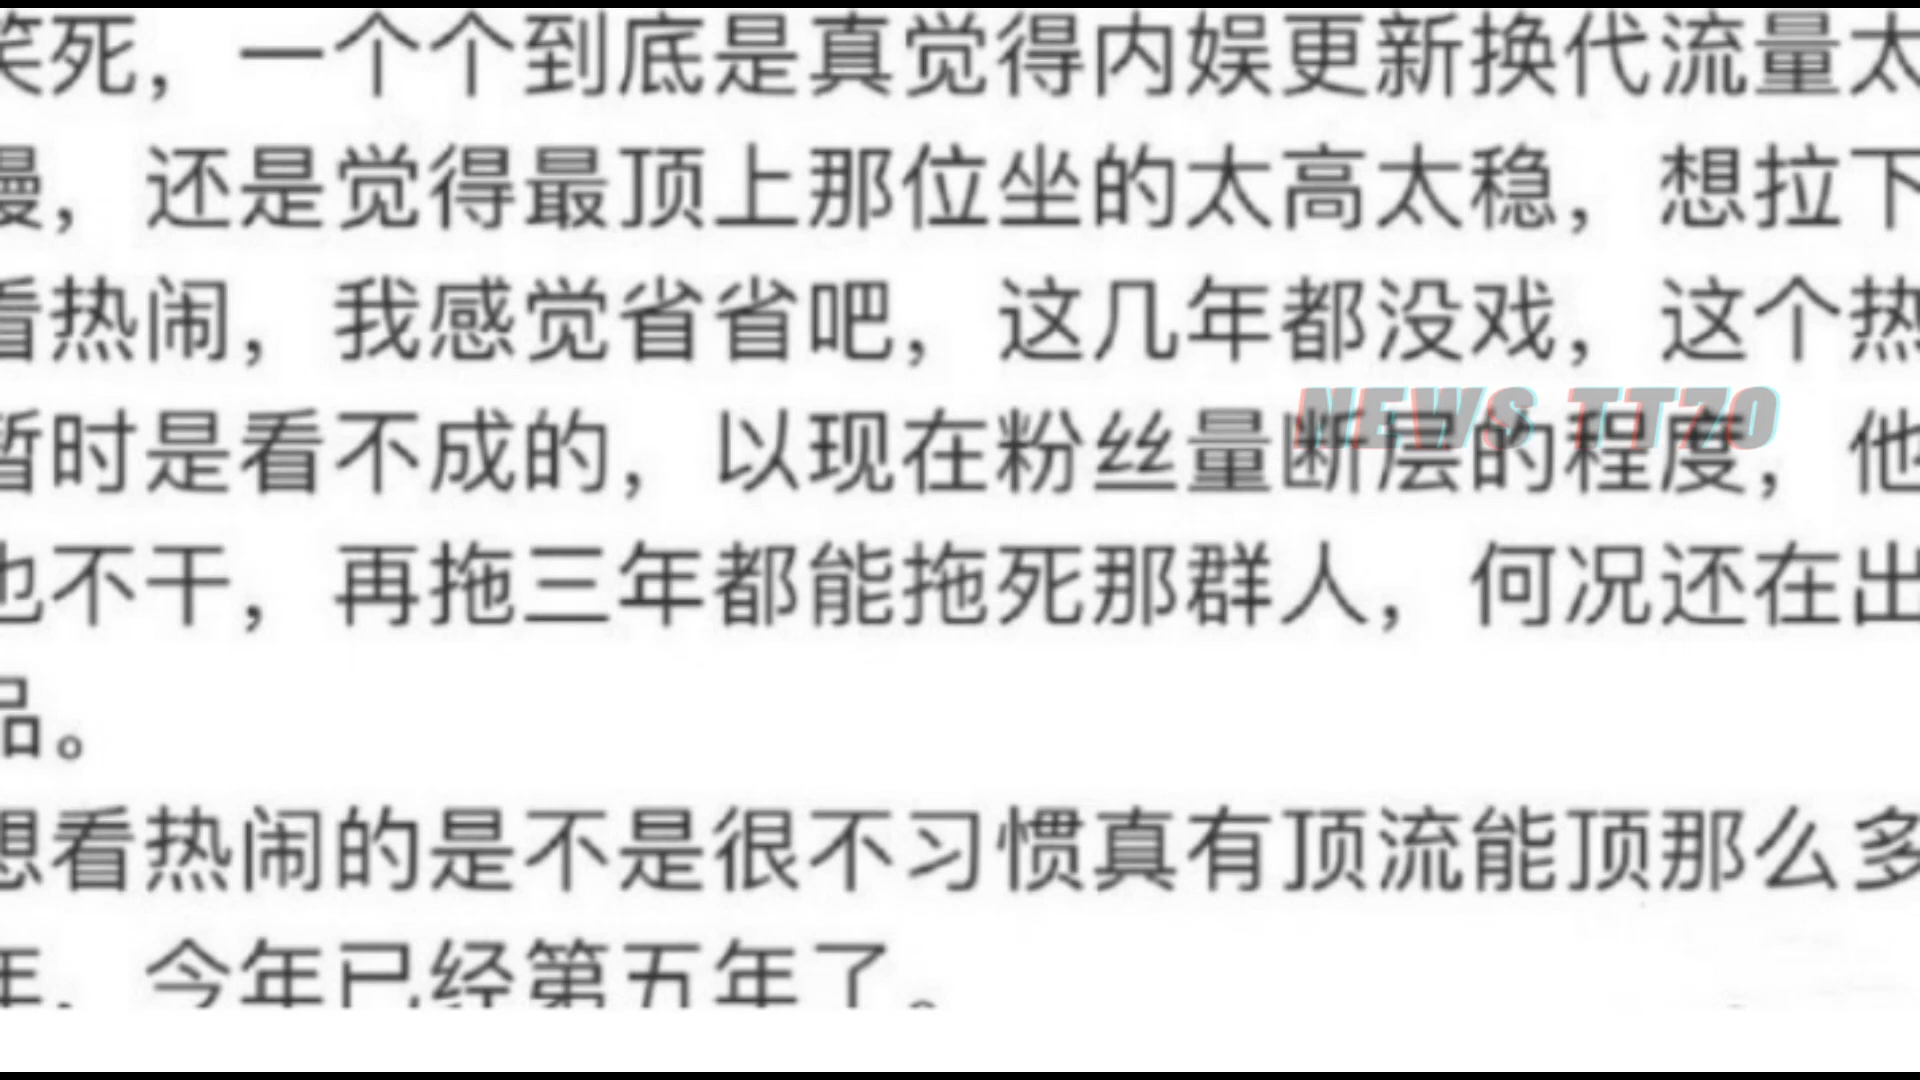 笑死，一个个到底是真觉得内娱更新换代流量太
慢，还是觉得最顶上那位坐的太高太稳，想拉下
看热闹，我感觉省省吧，这几年都没戏，这个热
NEWS TT70
暂时是看不成的，以现在粉丝量断层的程度，他
也不干，再拖三年都能拖死那群人，何况还在出
品。
想看热闹的是不是很不习惯真有顶流能顶那么多
年，今年已经第五年了。